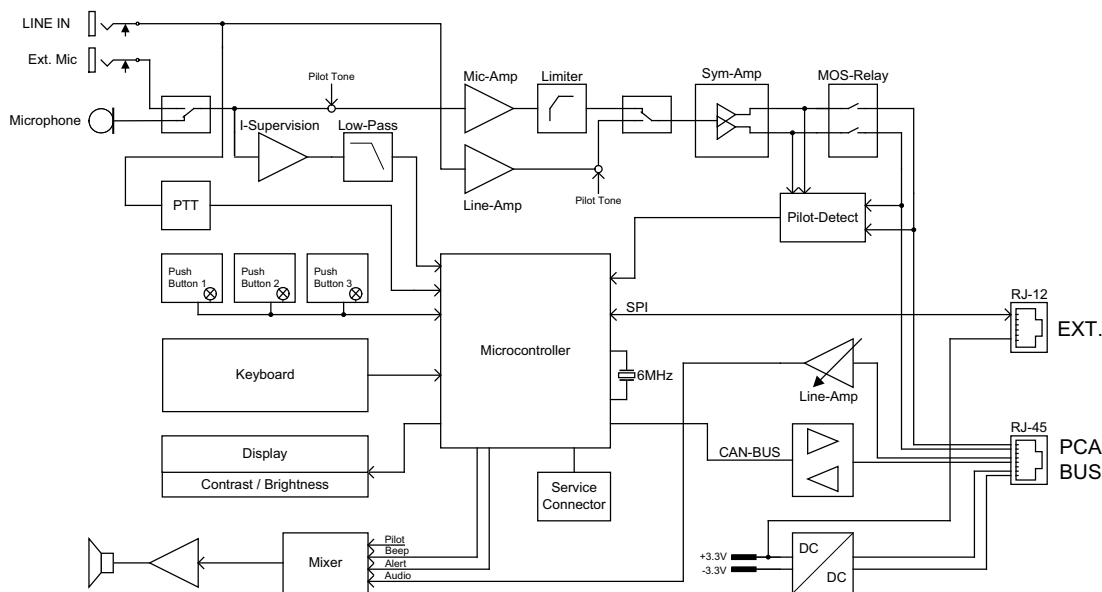 LINE IN
Ext. Mic
Microphone
Pilot Tone
I-Supervision
Low-Pass
PTT
Mic-Amp
Limiter
Line-Amp
Pilot Tone
Sym-Amp
MOS-Relay
Pilot-Detect
Push
Button 1
Push
Button 2
Push
Button 3
Microcontroller
SPI
RJ-12
EXT.
Keyboard
6MHz
Line-Amp
Display
Contrast / Brightness
CAN-BUS
RJ-45
PCA
BUS
Service
Connector
Mixer
Pilot
Beep
Alert
Audio
+3.3V
-3.3V
DC
DC